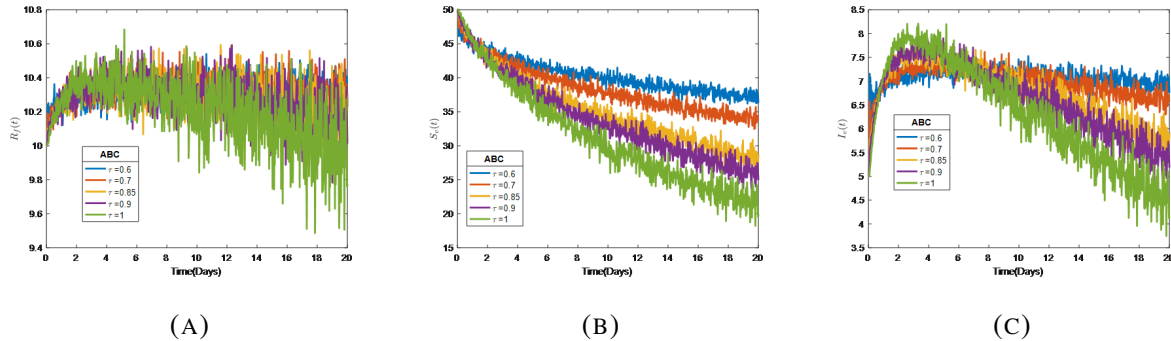 10.8
10.6
10.4
10.2
10
9.8
9.6
9.4
R_f(t)
ABC
τ=0.6
τ=0.7
τ=0.85
τ=0.9
τ=1
0 2 4 6 8 10 12 14 16 18 20
Time(Days)
(A)
50
45
40
35
30
25
20
15
S_v(t)
ABC
τ=0.6
τ=0.7
τ=0.85
τ=0.9
τ=1
0 2 4 6 8 10 12 14 16 18 20
Time(Days)
(B)
8.5
8
7.5
7
6.5
6
5.5
5
4.5
4
3.5
I_v(t)
ABC
τ=0.6
τ=0.7
τ=0.85
τ=0.9
τ=1
0 2 4 6 8 10 12 14 16 18 20
Time(Days)
(C)